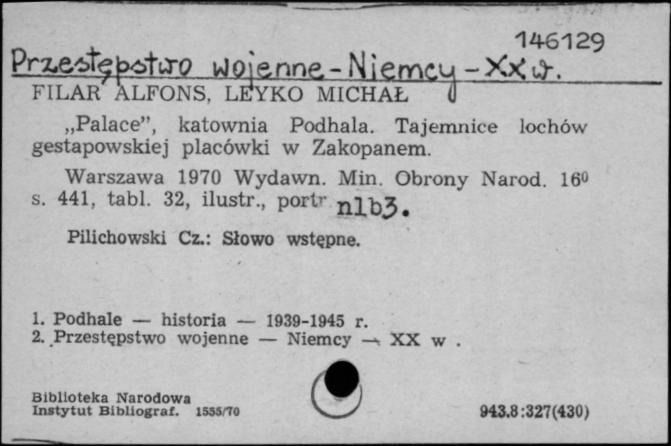 146129
Przestępstwo wojenne - Niemcy - XX w.
FILAR ALFONS, LEYKO MICHAŁ
„Palace”, katownia Podhala. Tajemnice lochów
gestapowskiej placówki w Zakopanem.
Warszawa 1970 Wydawn. Min. Obrony Narod. 16⁰
s. 441, tabl. 32, ilustr., portr nlb3.
Pilichowski Cz.: Słowo wstępne.
1. Podhale — historia — 1939-1945 r.
2. Przestępstwo wojenne — Niemcy — XX w .
Biblioteka Narodowa
Instytut Bibliograf. 1555/70
943.8:327(430)